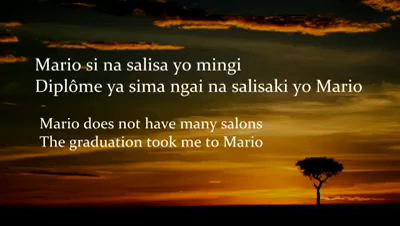 Mario si na salisa yo mingi
Diplôme ya sima ngai na salisaki yo Mario
Mario does not have many salons
The graduation took me to Mario